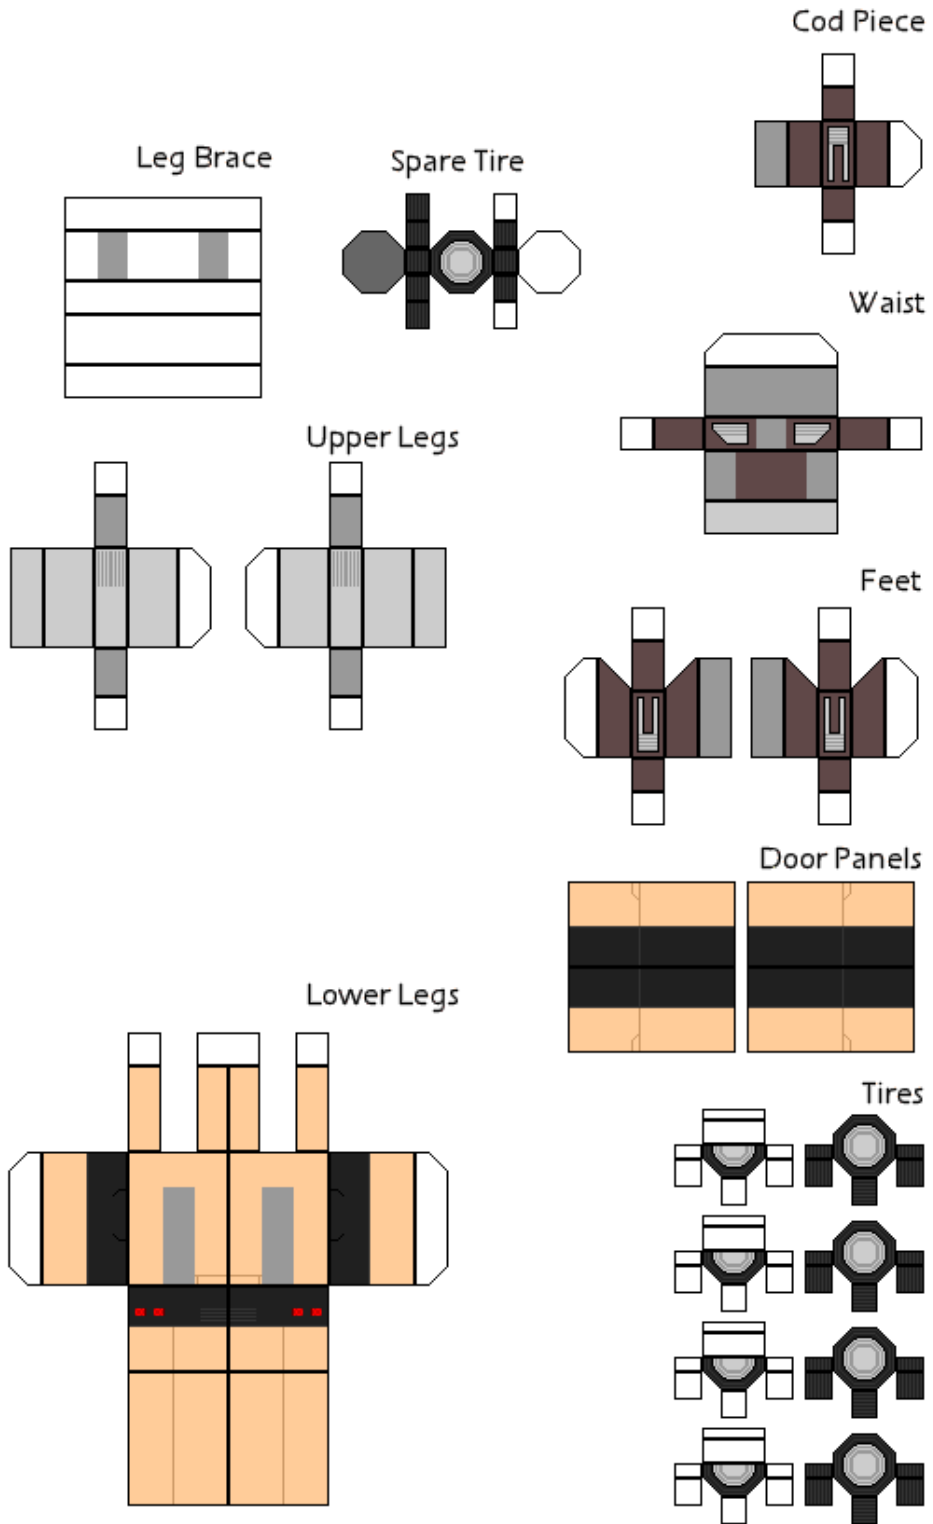 Cod Piece
Leg Brace
Spare Tire
Waist
Upper Legs
Feet
Door Panels
Lower Legs
Tires